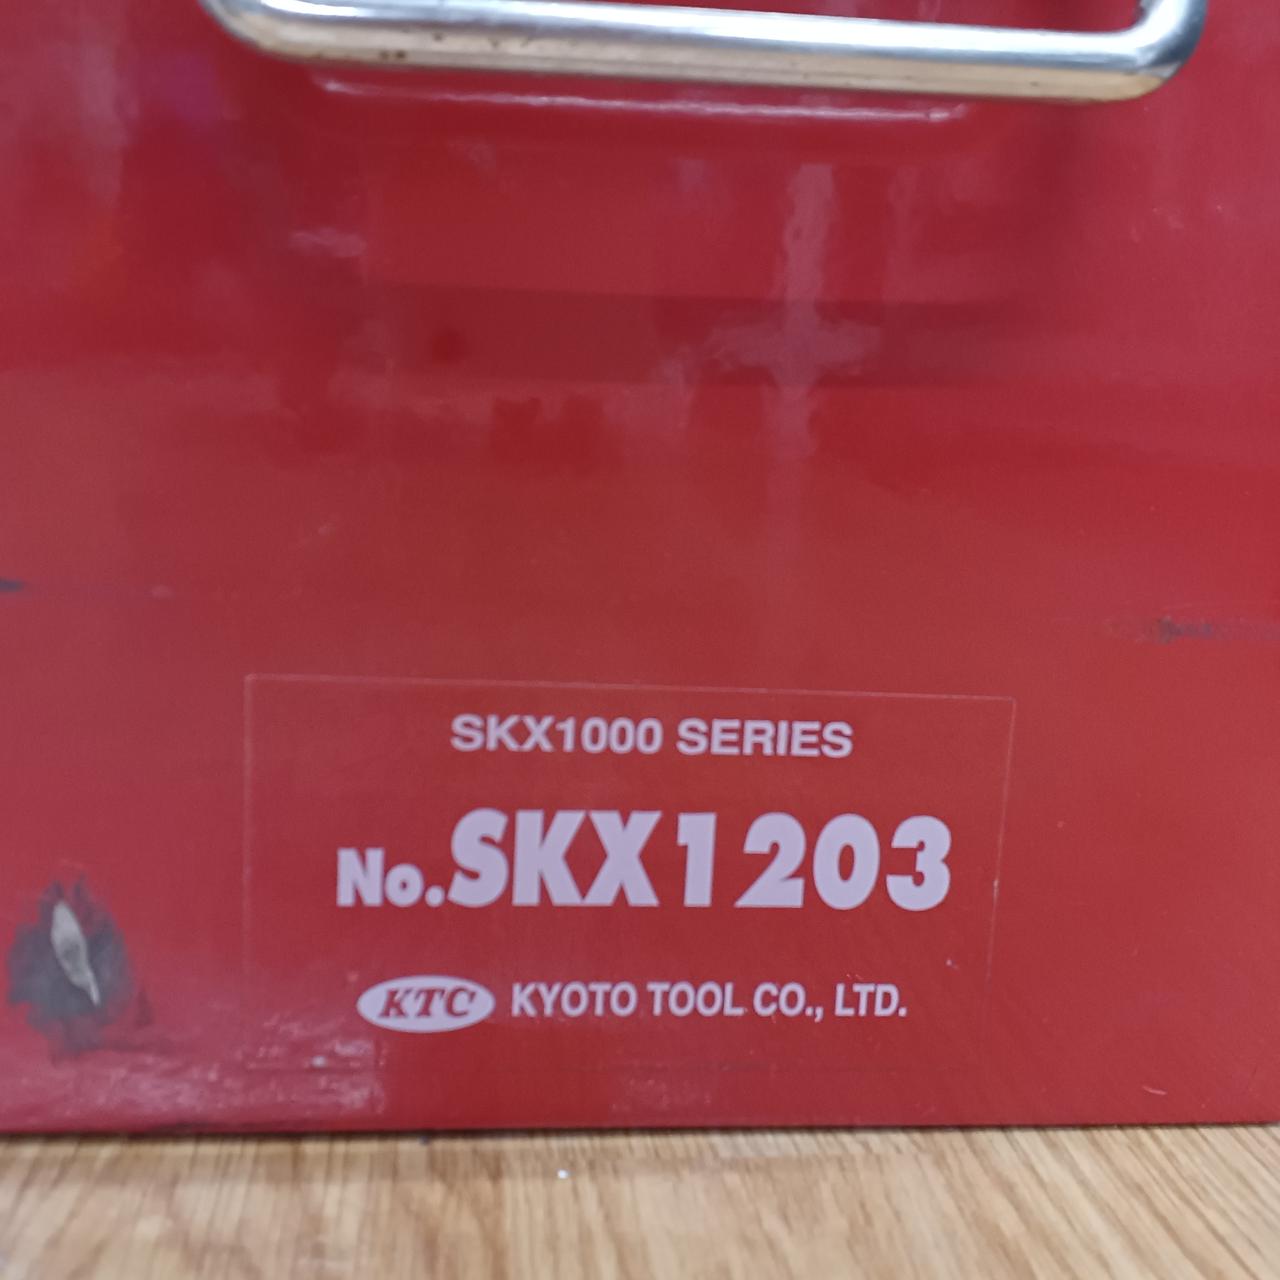 SKX1000 SERIES
No.SKX1203
KTC KYOTO TOOL CO., LTD.